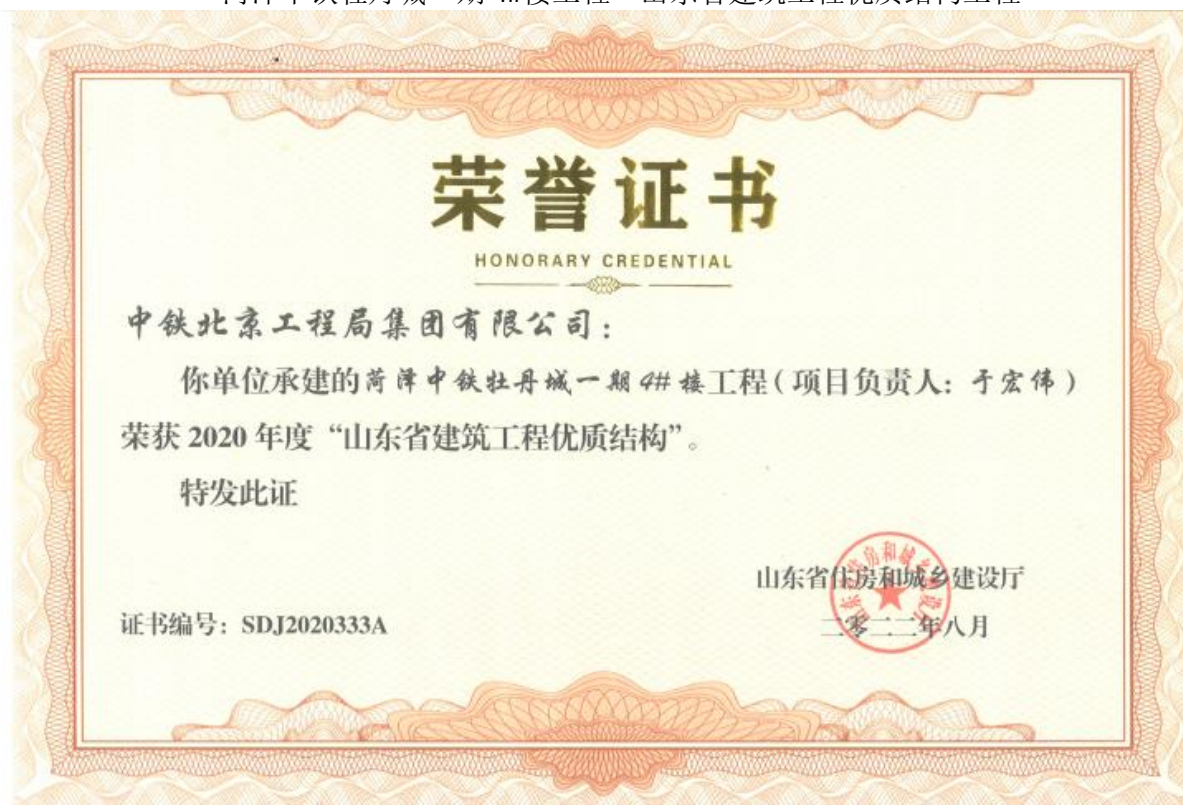 荣誉证书
HONORARY CREDENTIAL
中铁北京工程局集团有限公司：
你单位承建的菏泽中铁牡丹城一期4#楼工程（项目负责人：于宏伟）
荣获2020年度“山东省建筑工程优质结构”。
特发此证
山东省住房和城乡建设厅
证书编号：SDJ2020333A
二零二二年八月